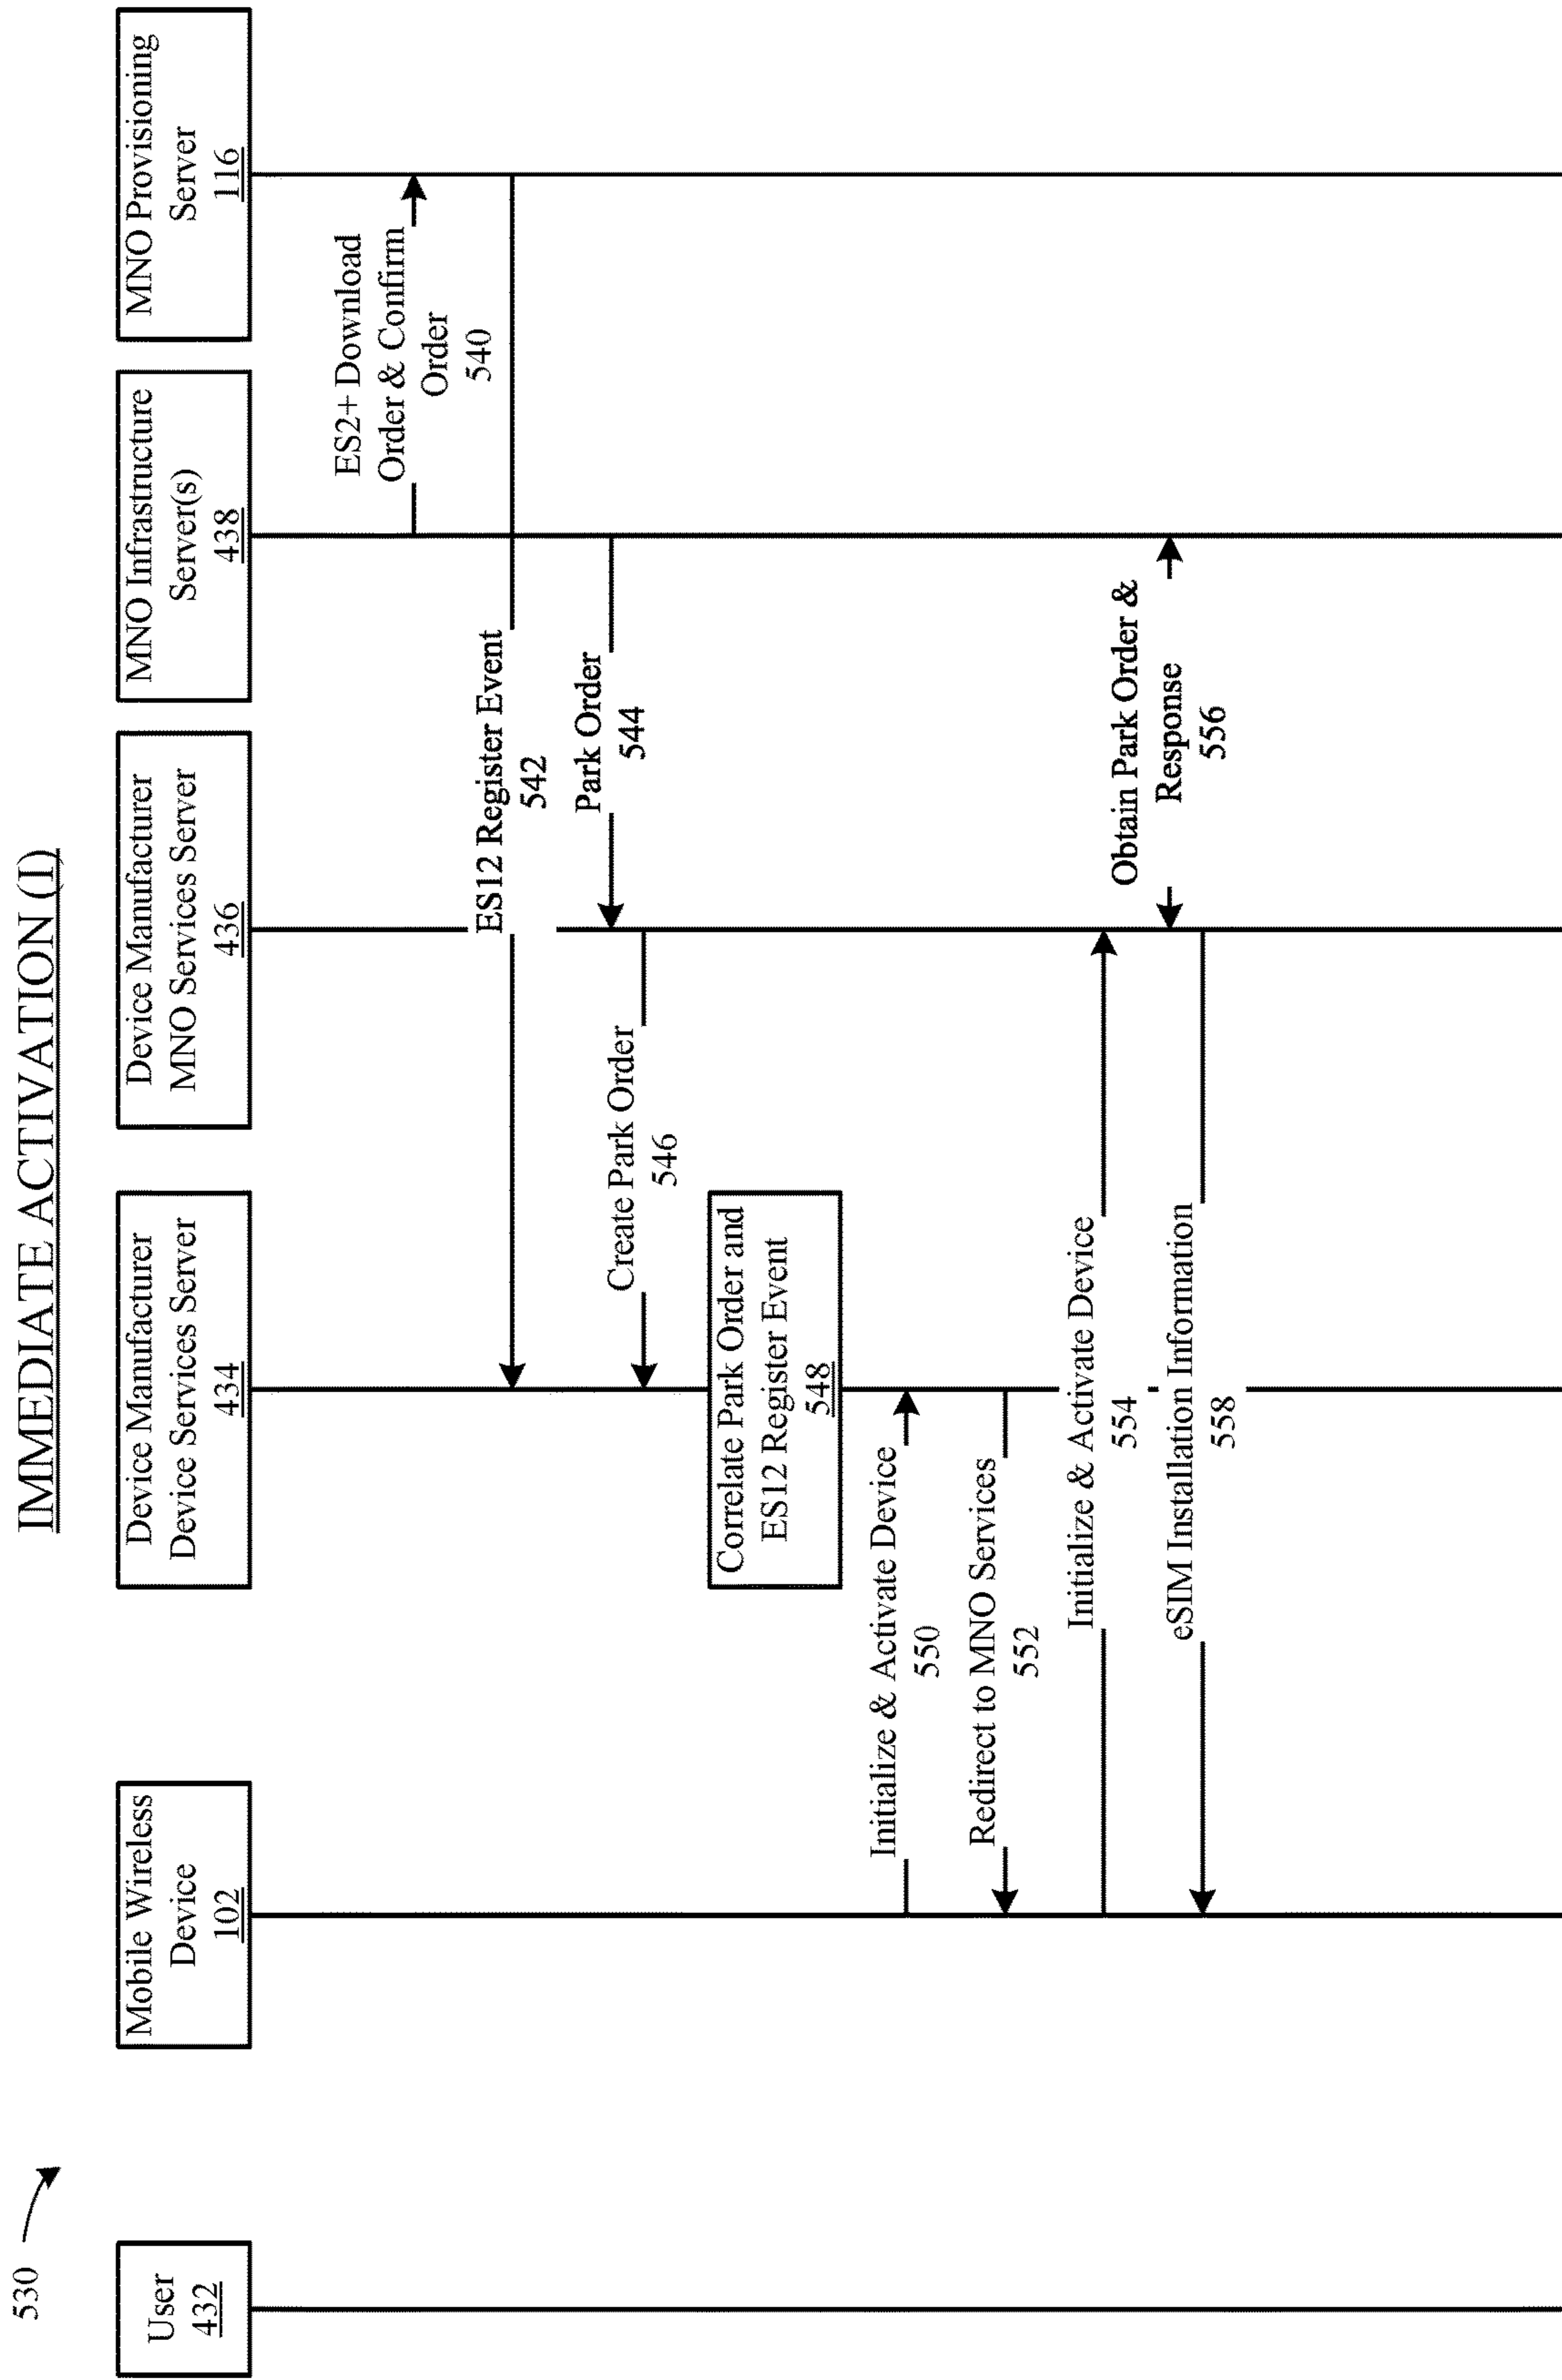 IMMEDIATE ACTIVATION (I)
530
User
432
Mobile Wireless
Device
102
Device Manufacturer
Device Services Server
434
Device Manufacturer
MNO Services Server
436
MNO Infrastructure
Server(s)
438
MNO Provisioning
Server
116
ES2+ Download
Order & Confirm
Order
540
ES12 Register Event
542
Park Order
544
Create Park Order
546
Correlate Park Order and
ES12 Register Event
548
Initialize & Activate Device
550
Redirect to MNO Services
552
Initialize & Activate Device
554
Obtain Park Order &
Response
556
eSIM Installation Information
558